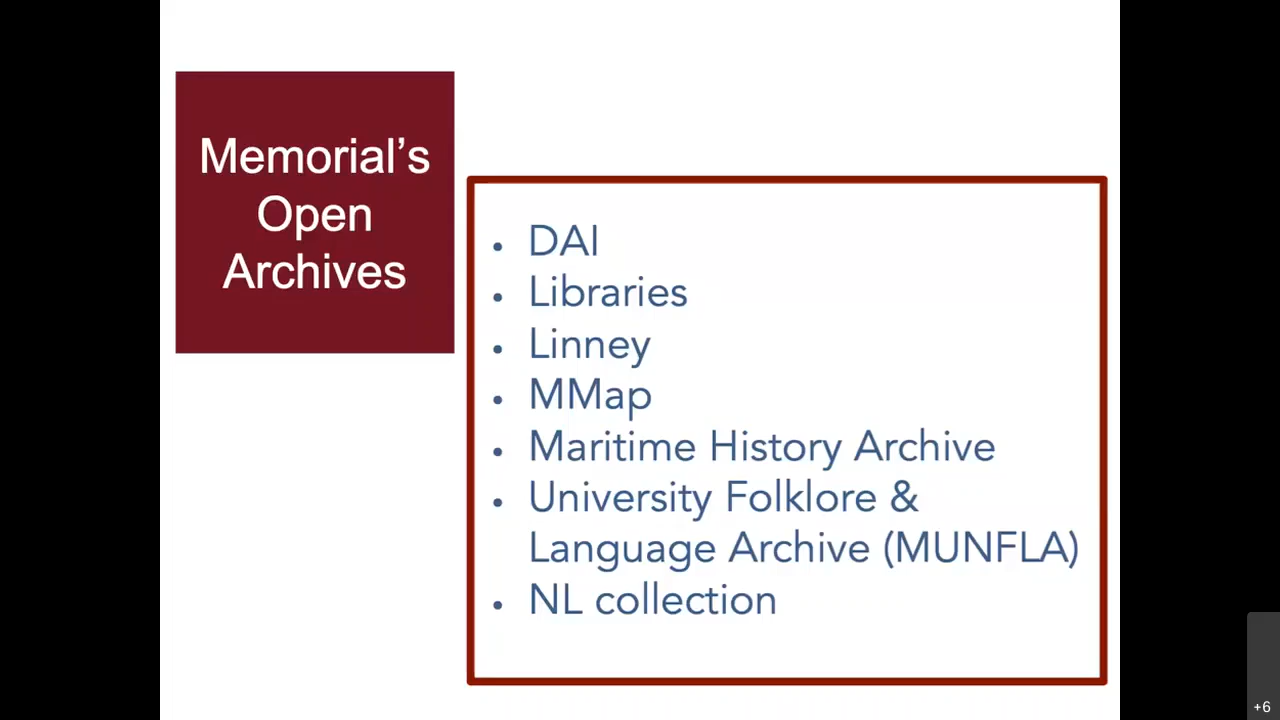 Memorial’s
Open
Archives
• DAI
• Libraries
• Linney
• MMap
• Maritime History Archive
• University Folklore &
Language Archive (MUNFLA)
• NL collection
+6